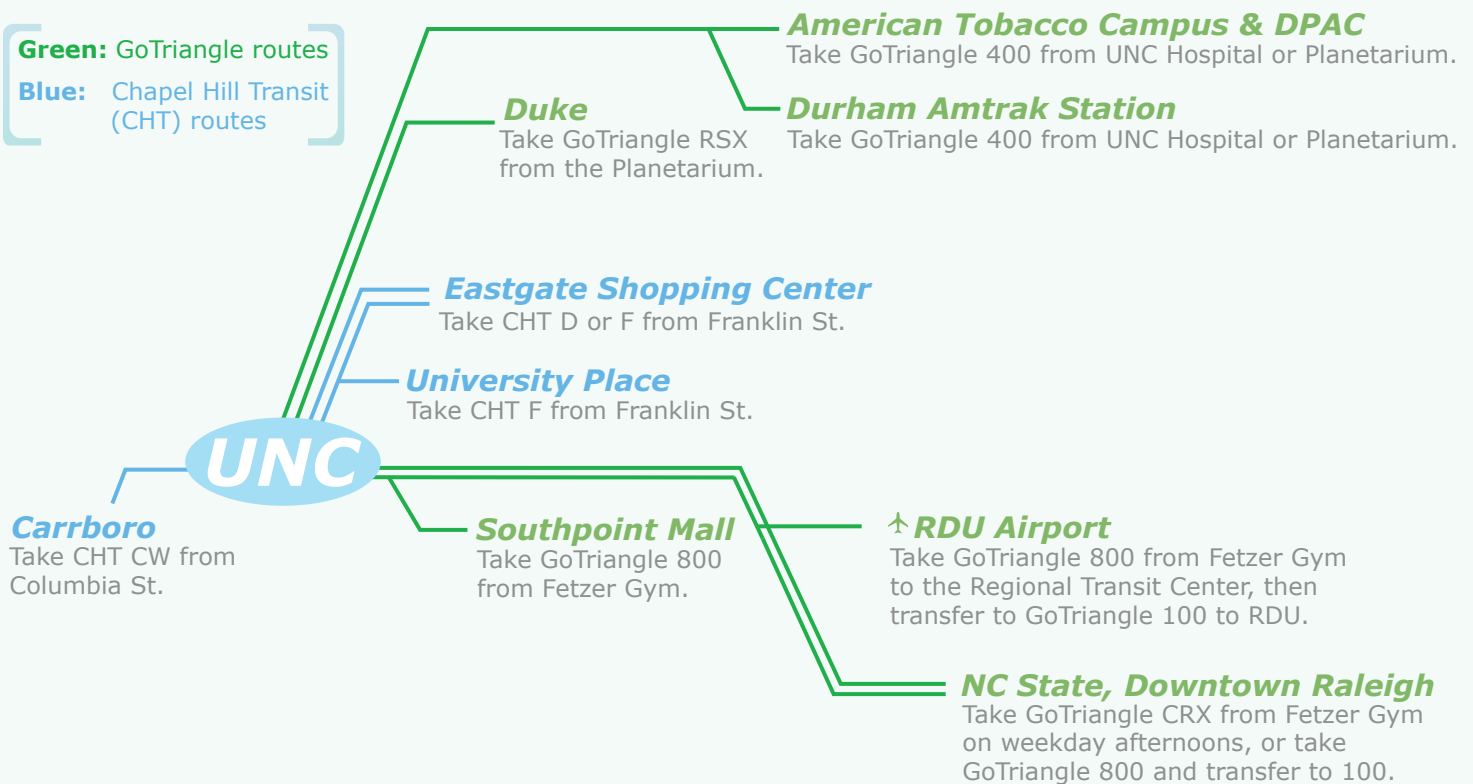 Green: GoTriangle routes
Blue: Chapel Hill Transit
(CHT) routes
American Tobacco Campus & DPAC
Take GoTriangle 400 from UNC Hospital or Planetarium.
Duke
Take GoTriangle RSX
from the Planetarium.
Durham Amtrak Station
Take GoTriangle 400 from UNC Hospital or Planetarium.
Eastgate Shopping Center
Take CHT D or F from Franklin St.
University Place
Take CHT F from Franklin St.
UNC
Carrboro
Take CHT CW from
Columbia St.
Southpoint Mall
Take GoTriangle 800
from Fetzer Gym.
RDU Airport
Take GoTriangle 800 from Fetzer Gym
to the Regional Transit Center, then
transfer to GoTriangle 100 to RDU.
NC State, Downtown Raleigh
Take GoTriangle CRX from Fetzer Gym
on weekday afternoons, or take
GoTriangle 800 and transfer to 100.